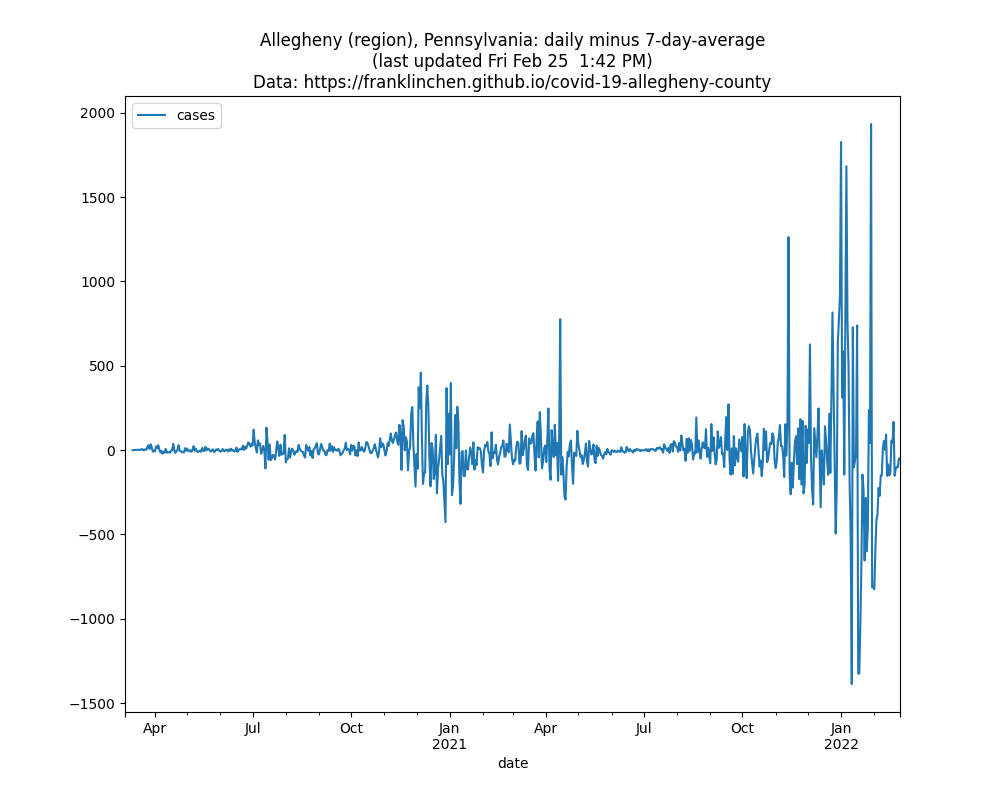 Allegheny (region), Pennsylvania: daily minus 7-day-average
(last updated Fri Feb 25  1:42 PM)
Data: https://franklinchen.github.io/covid-19-allegheny-county
cases
2000
1500
1000
500
0
−500
−1000
−1500
Apr
Jul
Oct
Jan
2021
Apr
Jul
Oct
Jan
2022
date